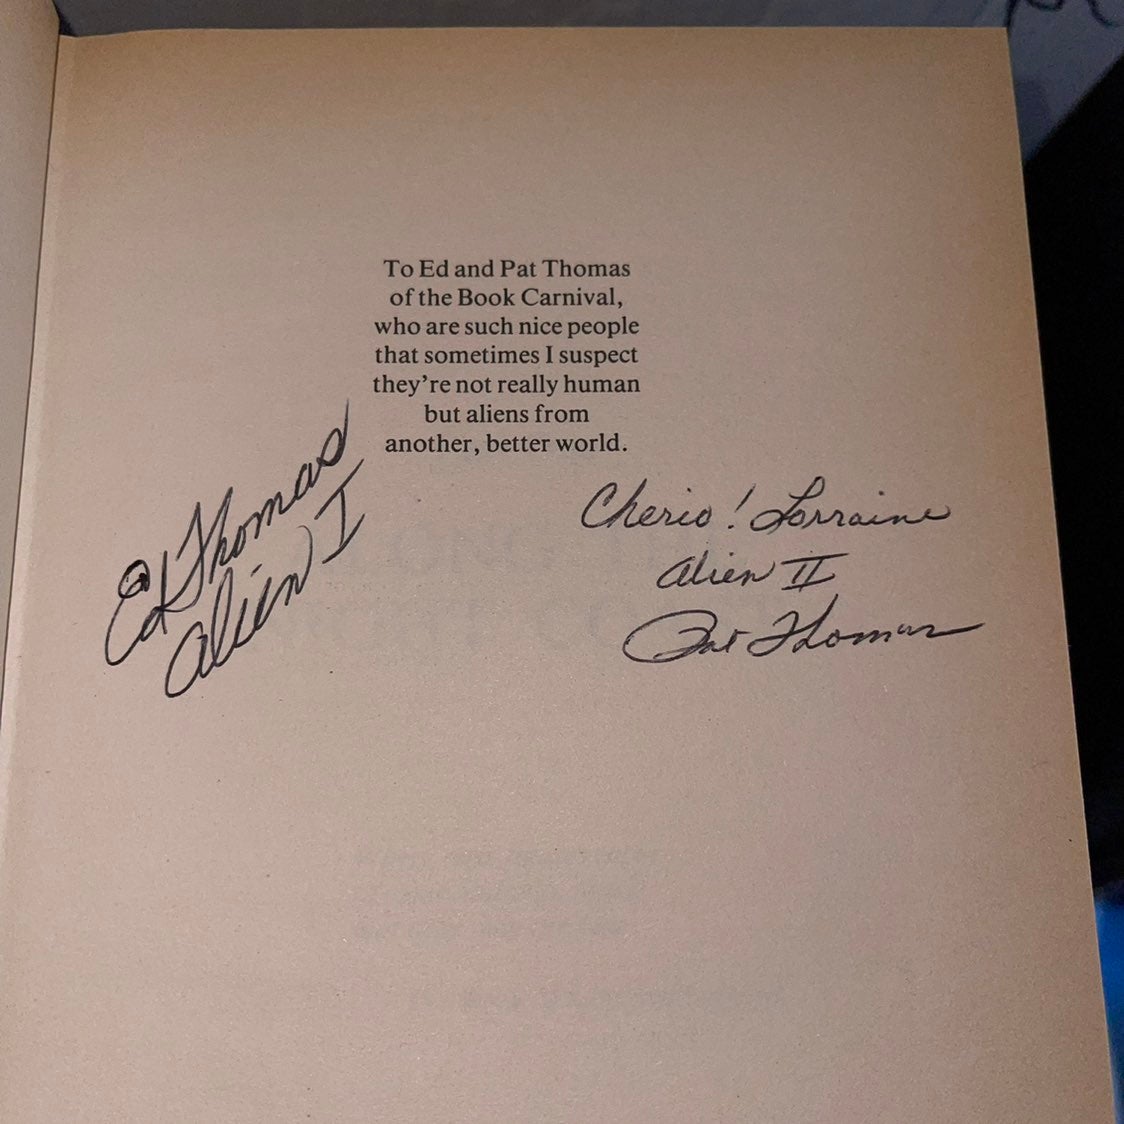 To Ed and Pat Thomas
of the Book Carnival,
who are such nice people
that sometimes I suspect
they're not really human
but aliens from
another, better world.
Ed Thomas
Alien I
Cherio! Lorraine
Alien II
Pat Thomas